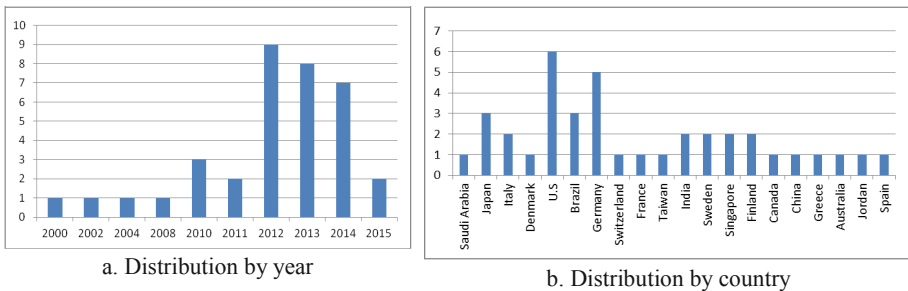 10
9
8
7
6
5
4
3
2
1
0
2000 2002 2004 2008 2010 2011 2012 2013 2014 2015
a. Distribution by year
7
6
5
4
3
2
1
0
Saudi Arabia
Japan
Italy
Denmark
U.S
Brazil
Germany
Switzerland
France
Taiwan
India
Sweden
Singapore
Finland
Canada
China
Greece
Australia
Jordan
Spain
b. Distribution by country